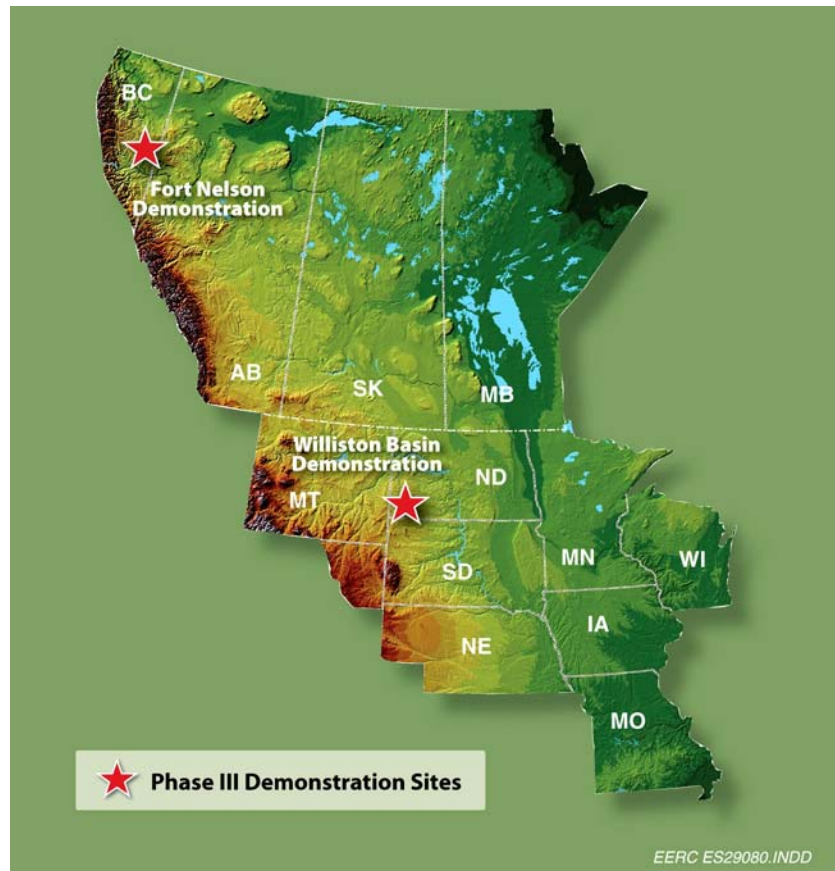 BC
Fort Nelson
Demonstration
AB
SK
MB
Williston Basin
Demonstration
ND
MT
MN
WI
SD
IA
NE
MO
Phase III Demonstration Sites
EERC ES29080.INDD